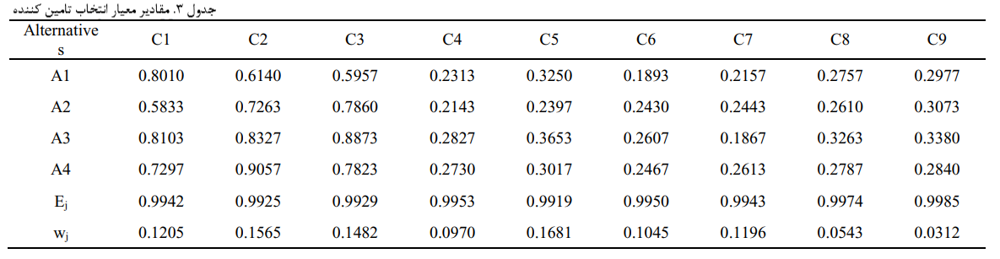 جدول ۳. مقادیر معیار انتخاب تامین کننده
Alternatives C1 C2 C3 C4 C5 C6 C7 C8 C9
A1 0.8010 0.6140 0.5957 0.2313 0.3250 0.1893 0.2157 0.2757 0.2977
A2 0.5833 0.7263 0.7860 0.2143 0.2397 0.2430 0.2443 0.2610 0.3073
A3 0.8103 0.8327 0.8873 0.2827 0.3653 0.2607 0.1867 0.3263 0.3380
A4 0.7297 0.9057 0.7823 0.2730 0.3017 0.2467 0.2613 0.2787 0.2840
Ej 0.9942 0.9925 0.9929 0.9953 0.9919 0.9950 0.9943 0.9974 0.9985
wj 0.1205 0.1565 0.1482 0.0970 0.1681 0.1045 0.1196 0.0543 0.0312